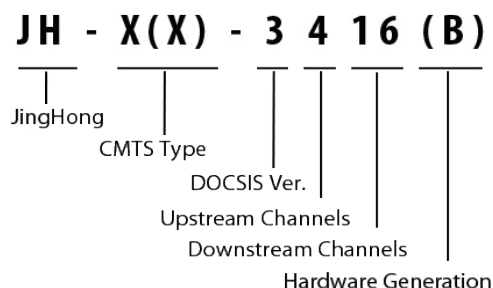 JH - X(X) - 3 4 16 (B)
JingHong
CMTS Type
DOCSIS Ver.
Upstream Channels
Downstream Channels
Hardware Generation